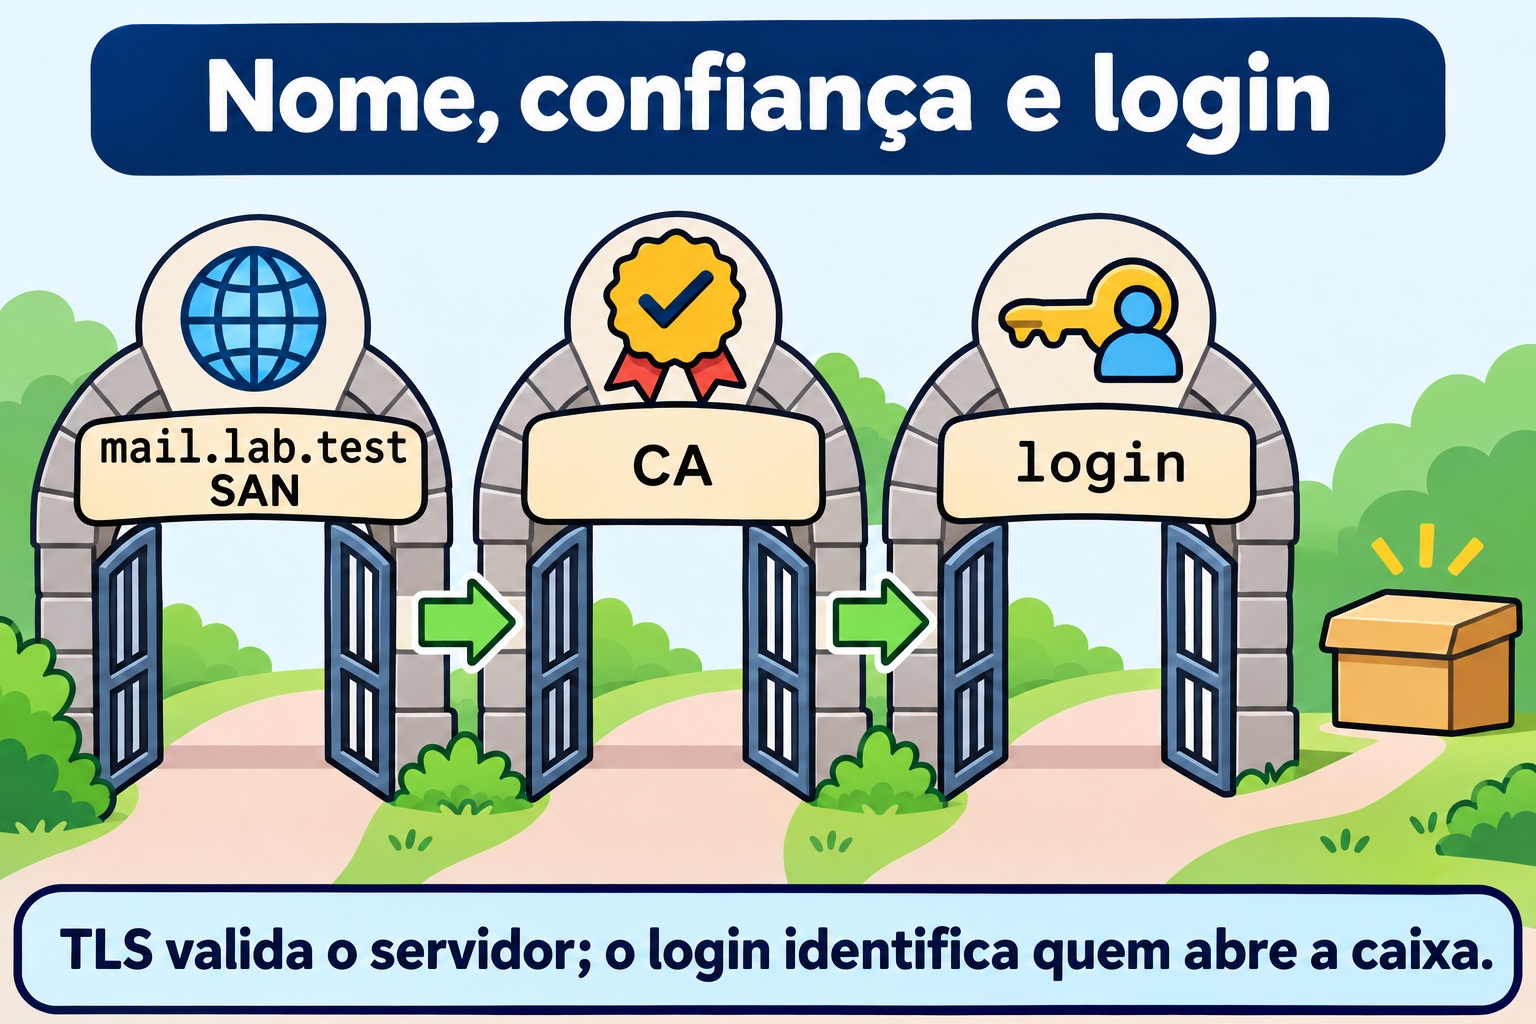 Nome, confiança e login
mail.lab.test
SAN
CA
login
TLS valida o servidor; o login identifica quem abre a caixa.